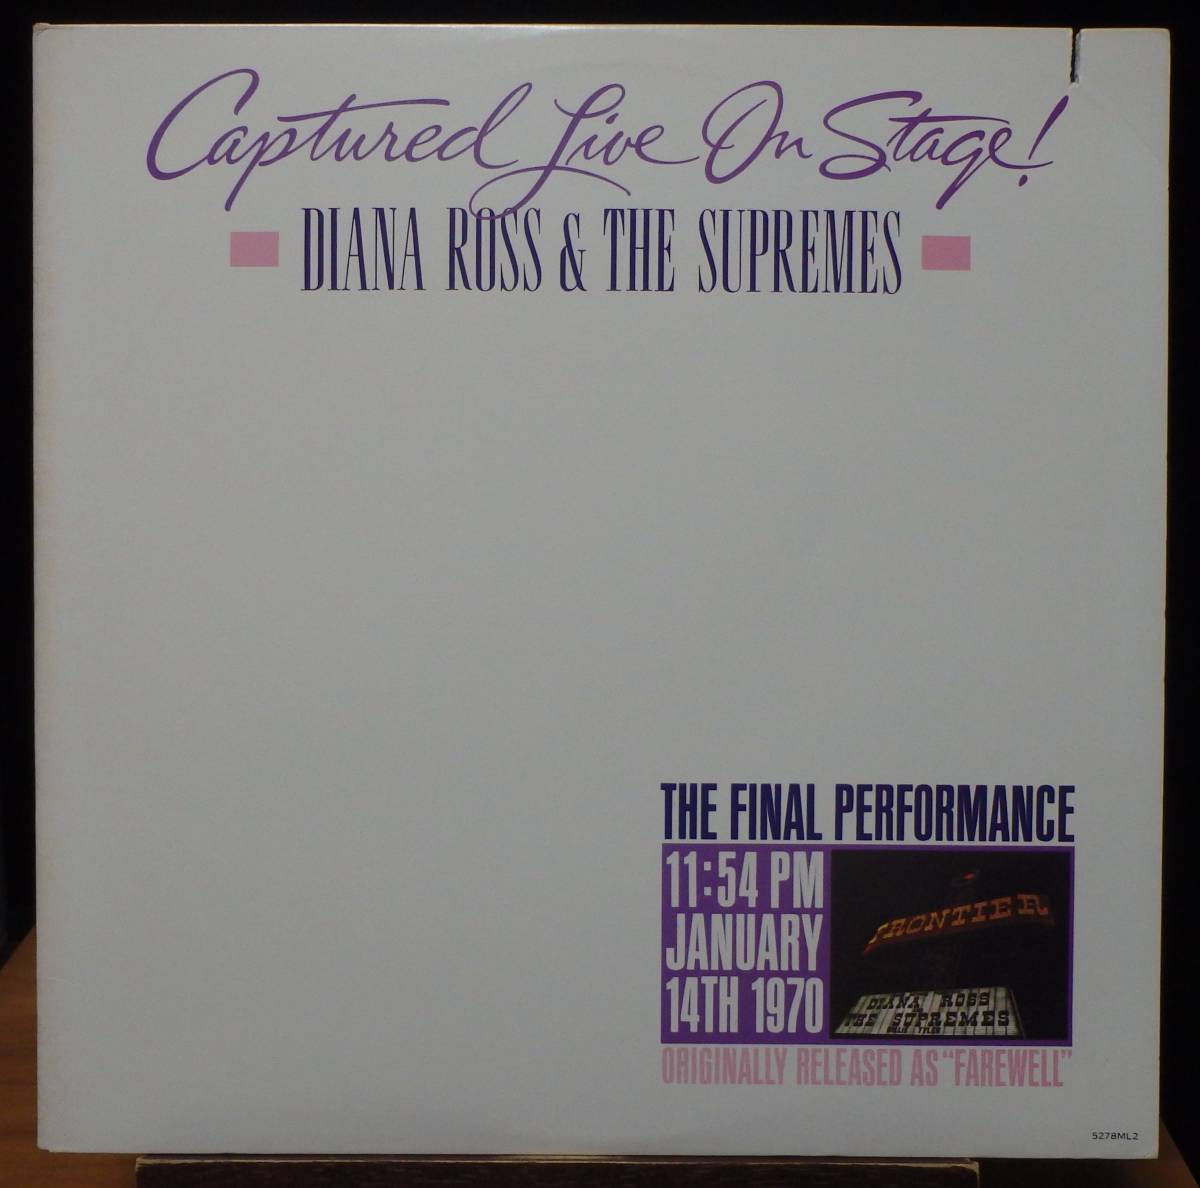 Captured Live On Stage!
DIANA ROSS & THE SUPREMES
THE FINAL PERFORMANCE
11:54 PM
JANUARY
14TH 1970
FRONTIER
DIANA ROSS
THE SUPREMES
ORIGINALLY RELEASED AS "FAREWELL"
5278ML2